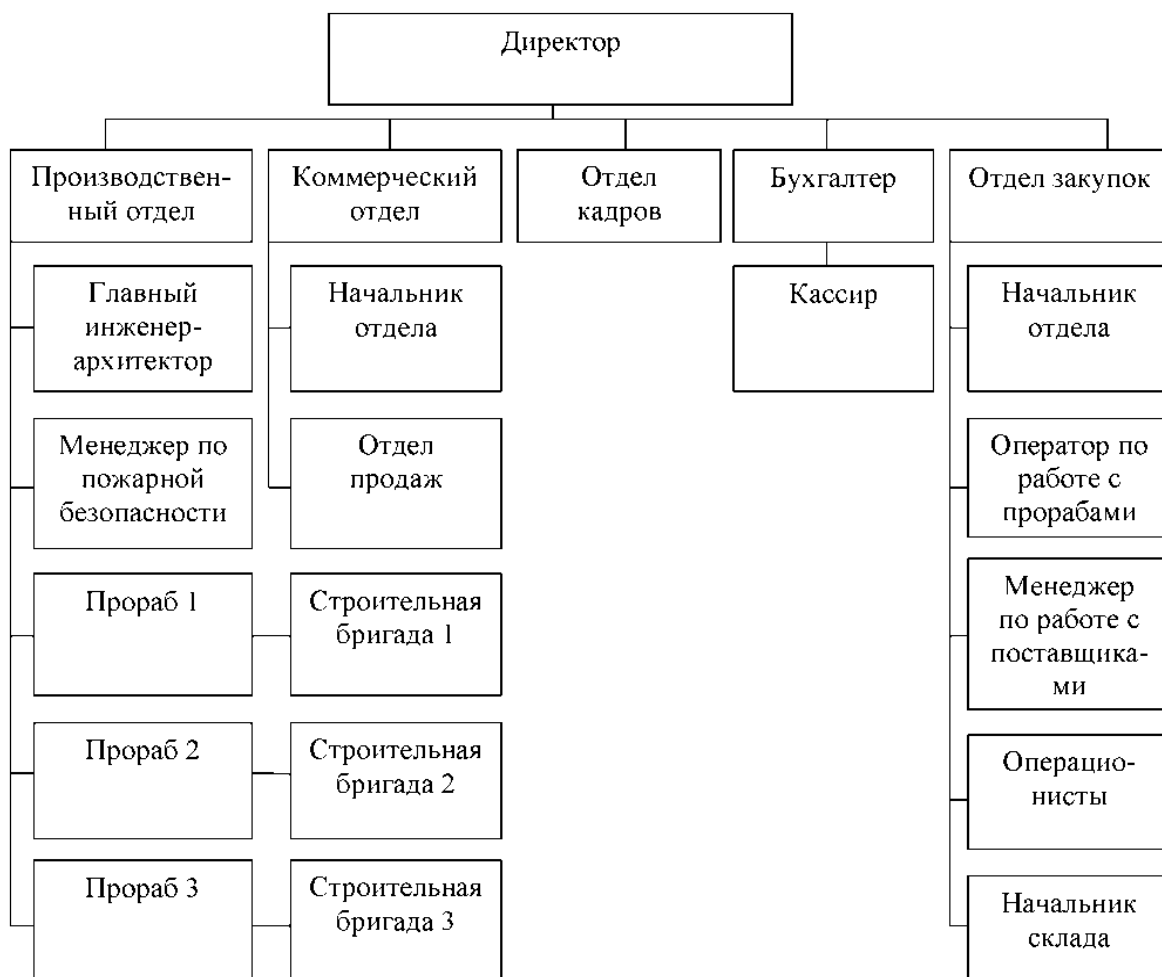 Директор
Производствен-
ный отдел
Коммерческий
отдел
Отдел
кадров
Бухгалтер
Отдел закупок
Главный
инженер-
архитектор
Начальник
отдела
Кассир
Начальник
отдела
Менеджер по
пожарной
безопасности
Отдел
продаж
Оператор по
работе с
прорабами
Прораб 1
Строительная
бригада 1
Менеджер
по работе с
поставщика-
ми
Прораб 2
Строительная
бригада 2
Операцио-
нисты
Прораб 3
Строительная
бригада 3
Начальник
склада